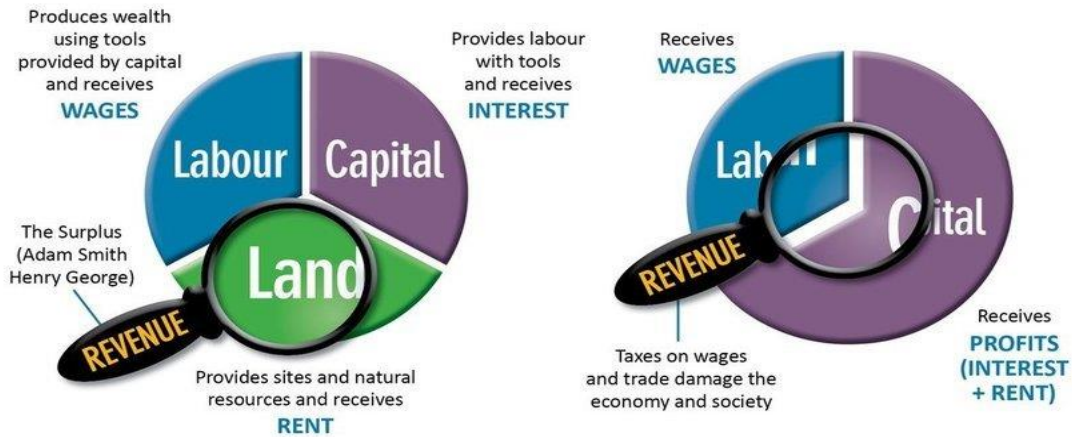 Produces wealth
using tools
provided by capital
and receives
WAGES
Provides labour
with tools
and receives
INTEREST
Labour
Capital
Land
The Surplus
(Adam Smith
Henry George)
REVENUE
Provides sites and natural
resources and receives
RENT
Receives
WAGES
REVENUE
Taxes on wages
and trade damage the
economy and society
Receives
PROFITS
(INTEREST
+ RENT)